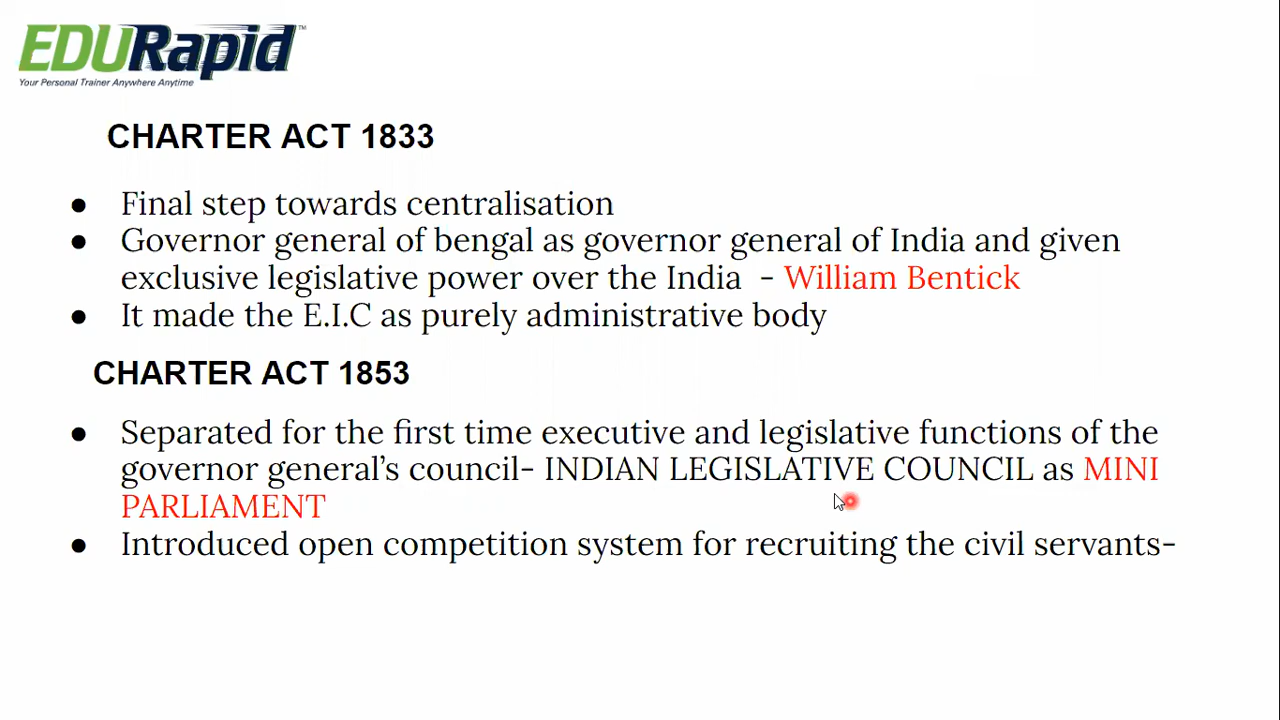 EDURapid™
Your Personal Trainer Anywhere Anytime
CHARTER ACT 1833
● Final step towards centralisation
● Governor general of bengal as governor general of India and given
exclusive legislative power over the India - William Bentick
● It made the E.I.C as purely administrative body
CHARTER ACT 1853
● Separated for the first time executive and legislative functions of the
governor general’s council- INDIAN LEGISLATIVE COUNCIL as MINI
PARLIAMENT
● Introduced open competition system for recruiting the civil servants-